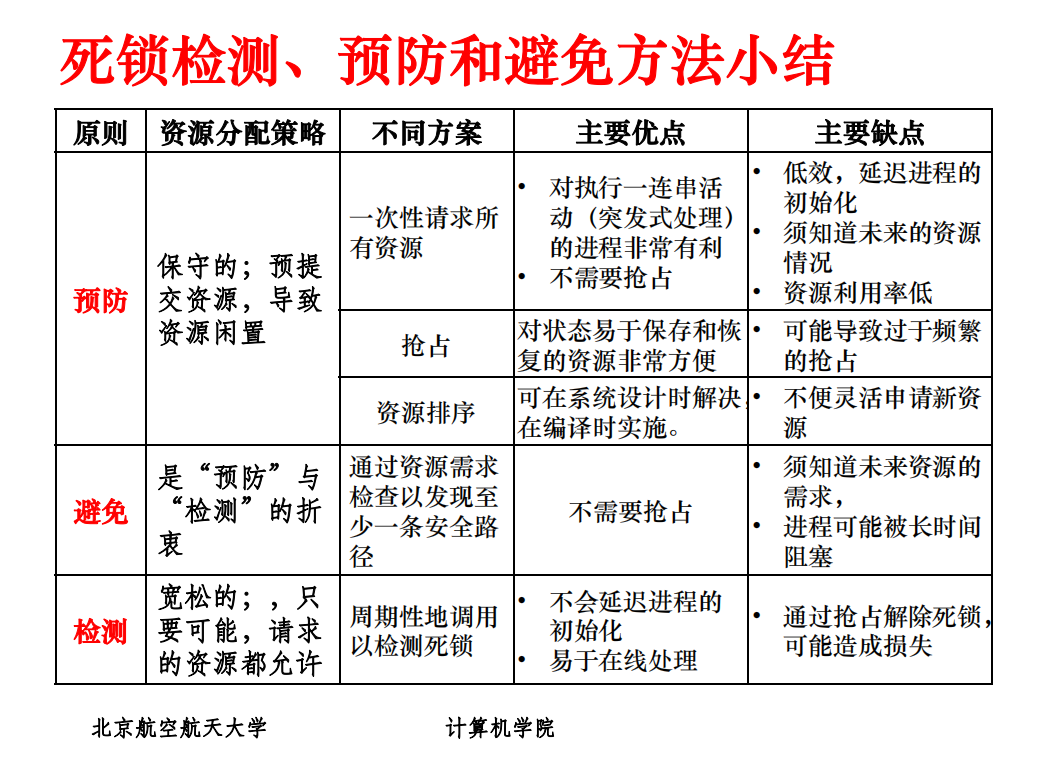 死锁检测、预防和避免方法小结
原则
资源分配策略
不同方案
主要优点
主要缺点
预防
保守的；预提
交资源，导致
资源闲置
一次性请求所
有资源
• 对执行一连串活
动（突发式处理）
的进程非常有利
• 不需要抢占
• 低效，延迟进程的
初始化
• 须知道未来的资源
情况
• 资源利用率低
抢占
对状态易于保存和恢
复的资源非常方便
• 可能导致过于频繁
的抢占
资源排序
可在系统设计时解决，
在编译时实施。
• 不便灵活申请新资
源
避免
是“预防”与
“检测”的折
衷
通过资源需求
检查以发现至
少一条安全路
径
不需要抢占
• 须知道未来资源的
需求，
• 进程可能被长时间
阻塞
检测
宽松的；，只
要可能，请求
的资源都允许
周期性地调用
以检测死锁
• 不会延迟进程的
初始化
• 易于在线处理
• 通过抢占解除死锁，
可能造成损失
北京航空航天大学
计算机学院